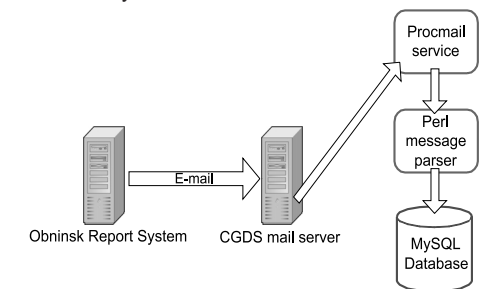 Procmail
service
Perl
message
parser
E-mail
Obninsk Report System
CGDS mail server
MySQL
Database